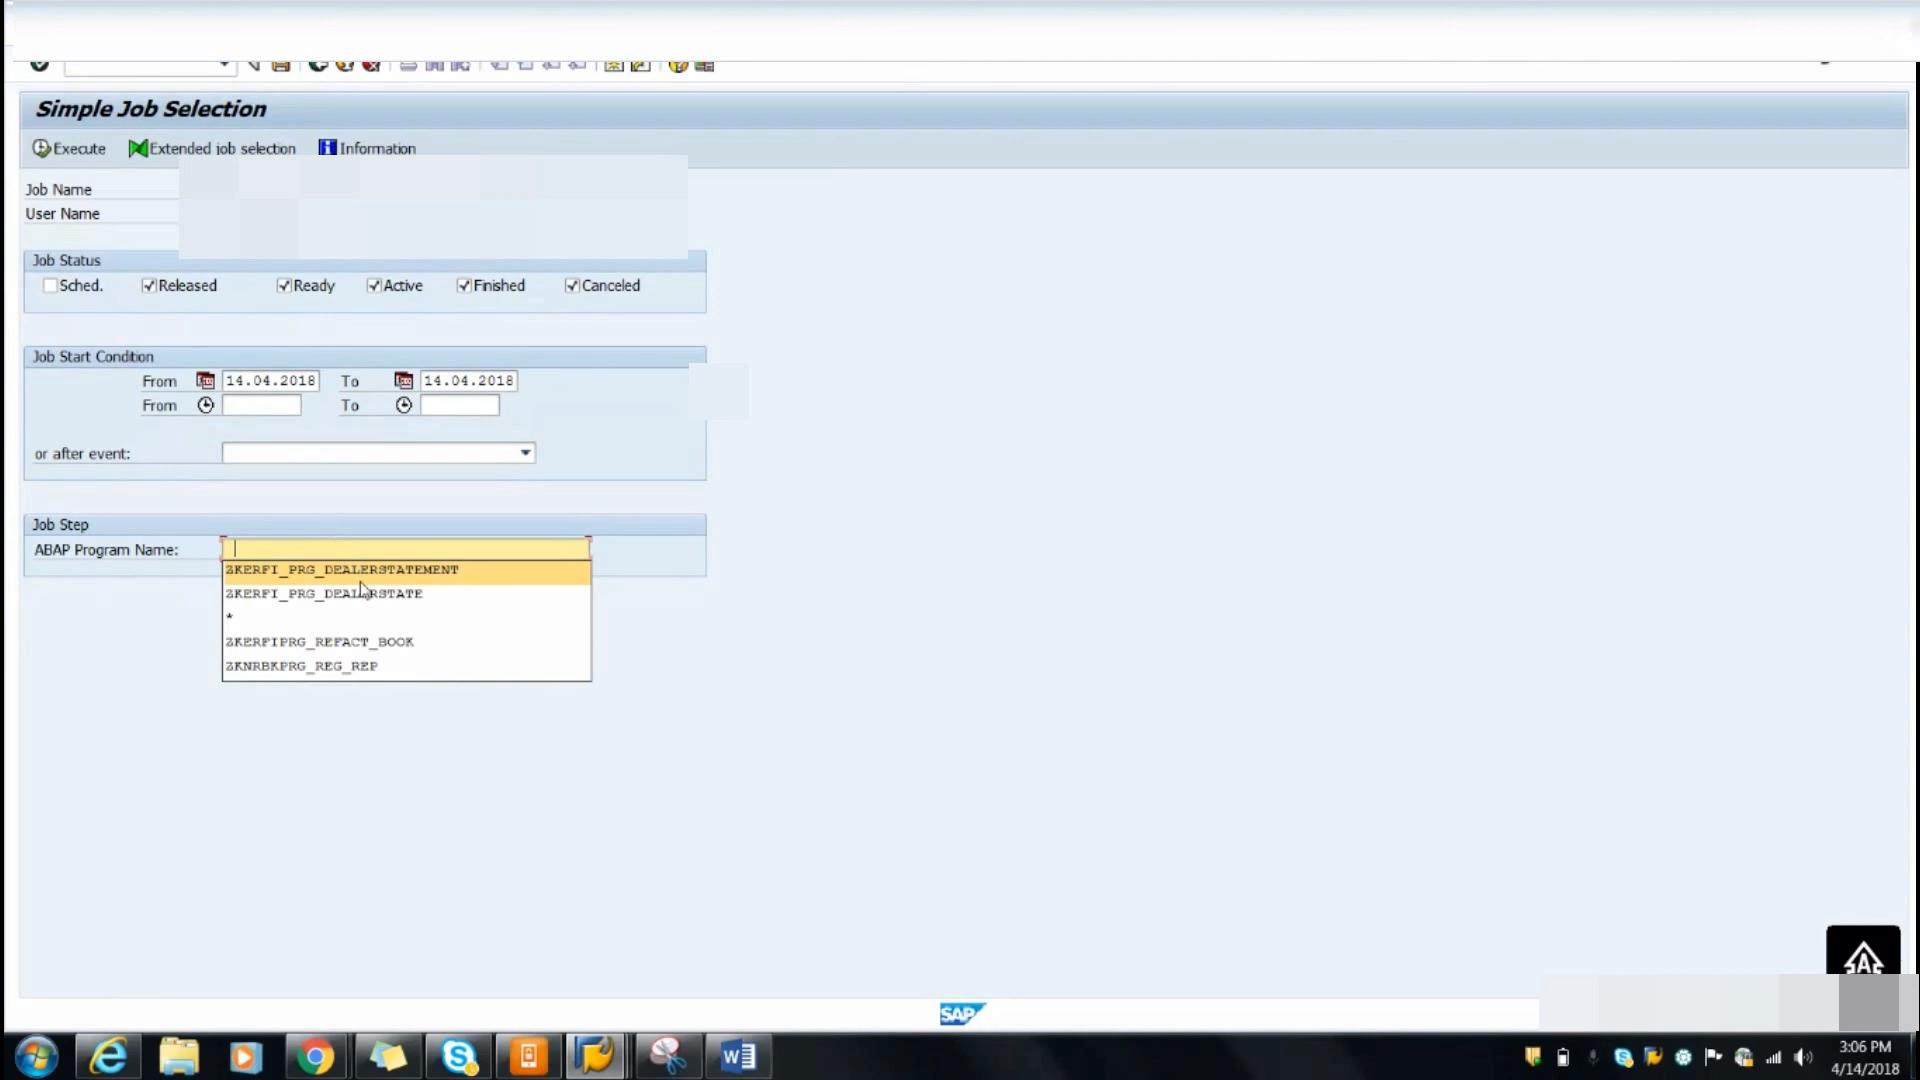 Simple Job Selection
Execute Extended job selection Information
Job Name
User Name
Job Status
Sched. Released Ready Active Finished Canceled
Job Start Condition
From 14.04.2018 To 14.04.2018
From To
or after event:
Job Step
ABAP Program Name:
ZKERFI_PRG_DEALERSTATEMENT
ZKERFI_PRG_DEALERSTATE
*
ZKERFIPRG_REFACT_BOOK
ZKNRBKPRG_REG_REP
SAP
3:06 PM
4/14/2018